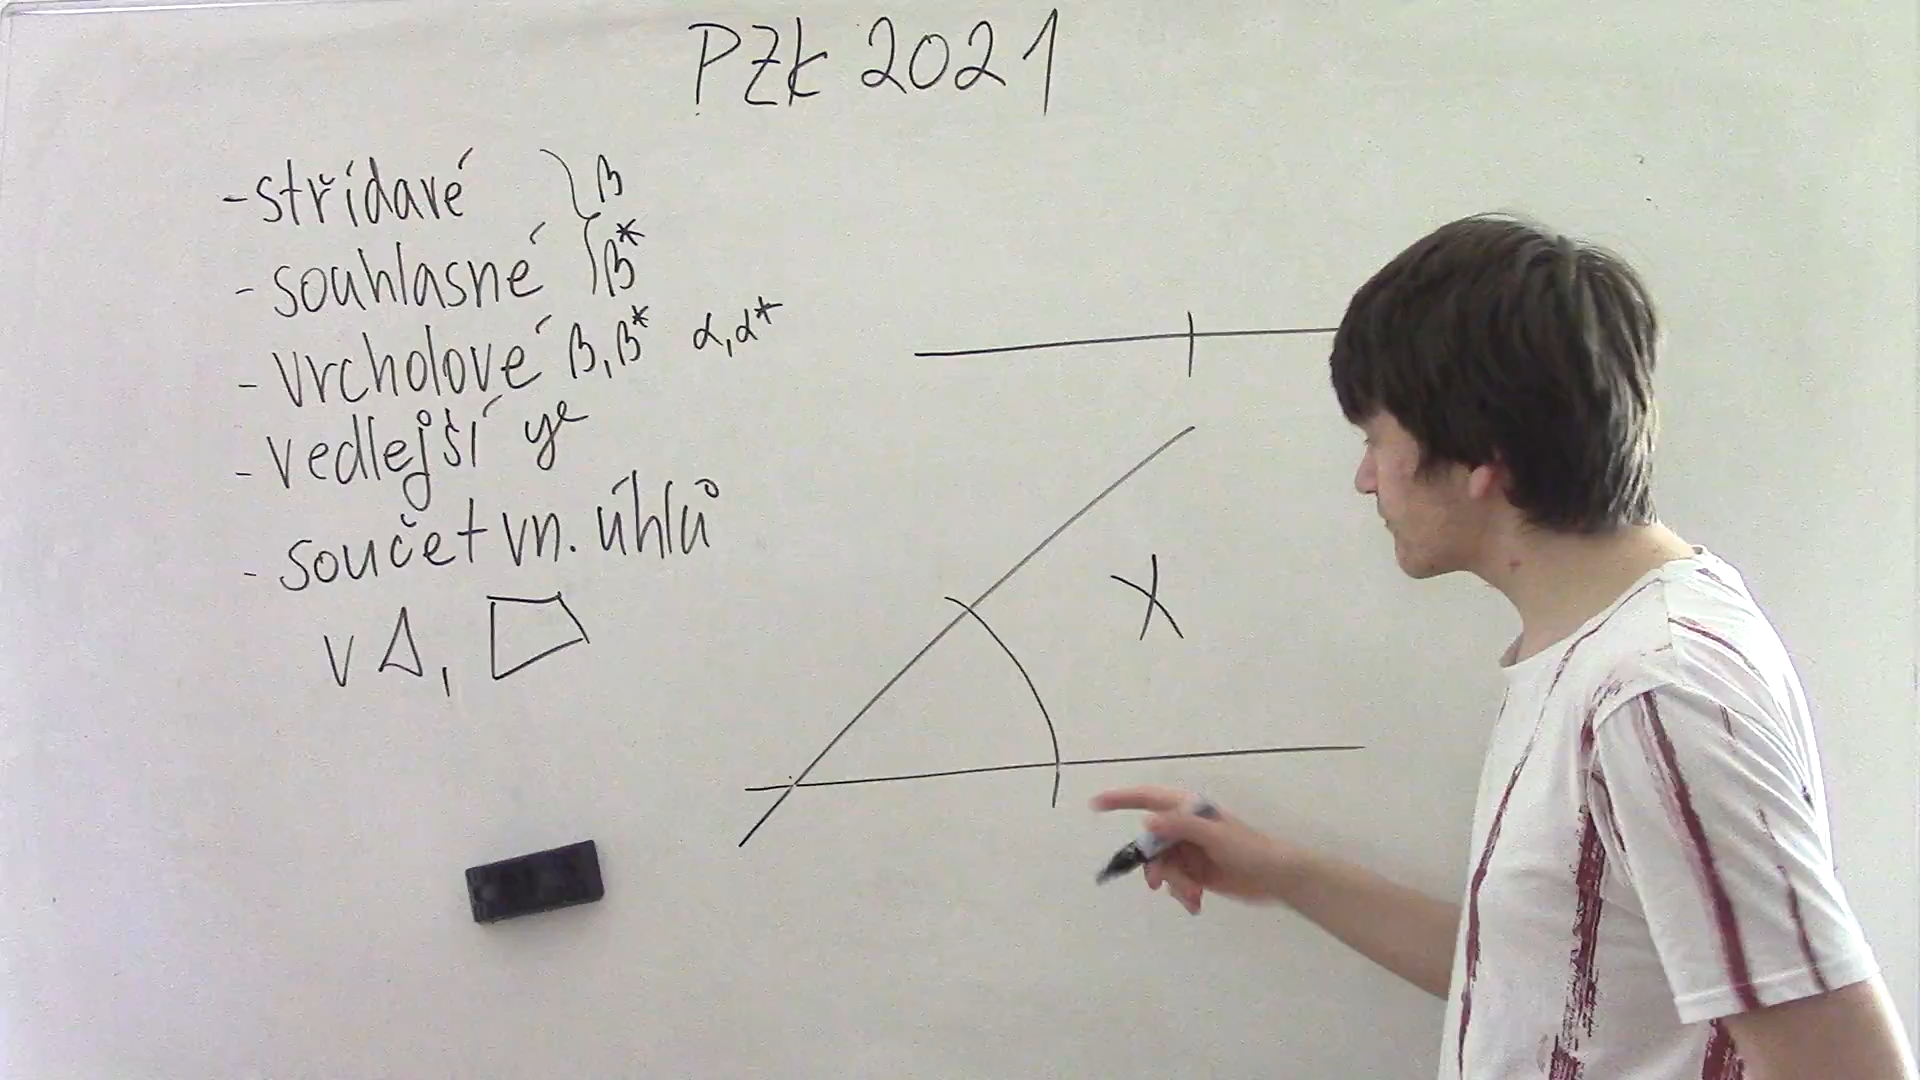 PZk 2021
- střídavé } β
- souhlasné } β*
- vrcholové β, β* α, α*
- vedlejší
- součet vn. úhlů
v △,